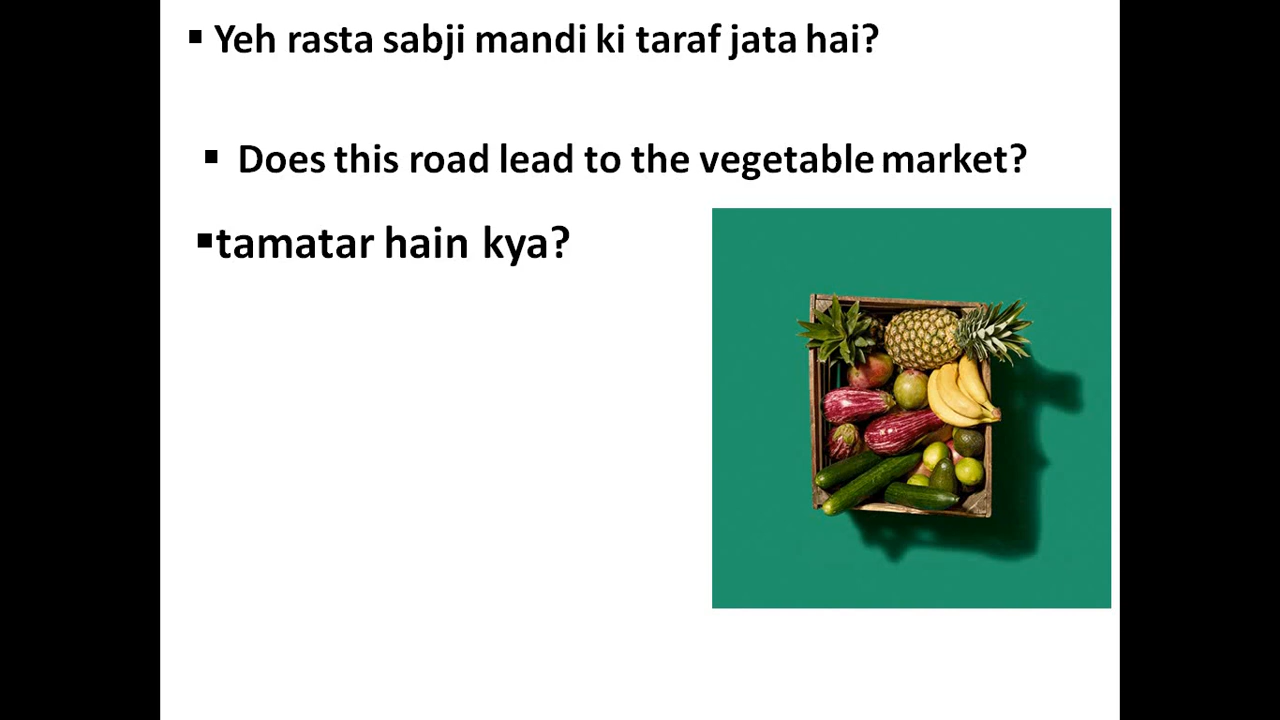 ▪ Yeh rasta sabji mandi ki taraf jata hai?
▪ Does this road lead to the vegetable market?
▪tamatar hain kya?